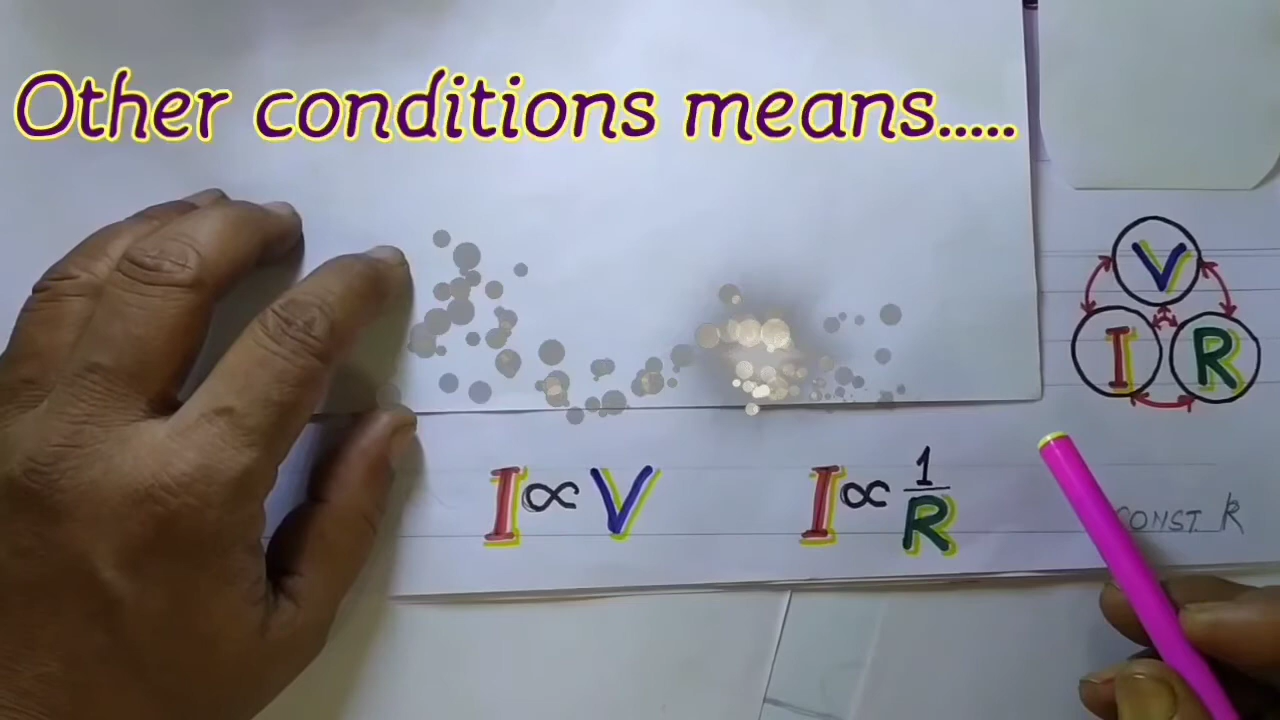 Other conditions means.....
V
I R
I ∝ V
I ∝ 1/R
CONST k